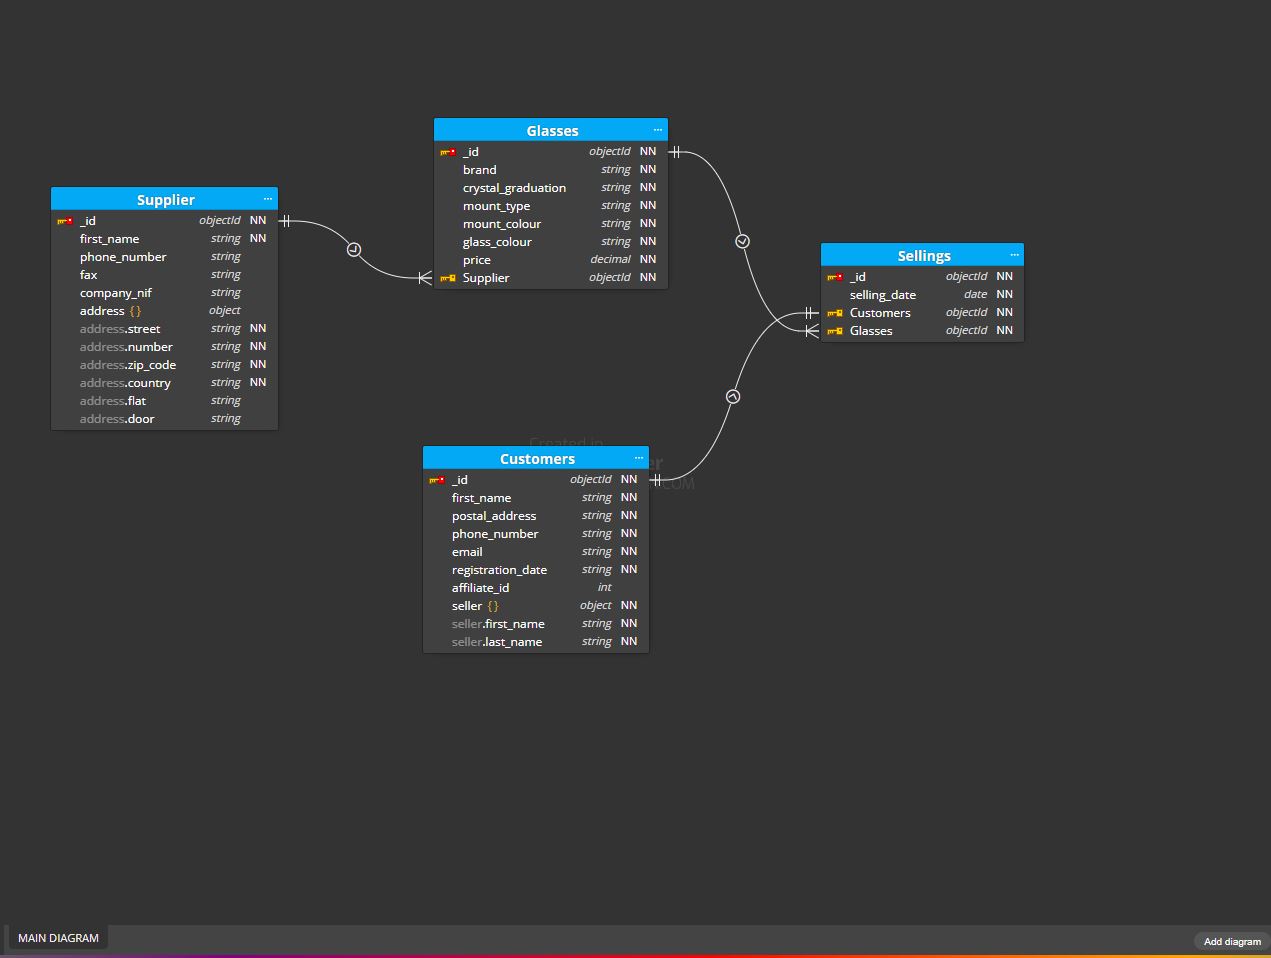 Glasses ...
_id objectId NN
brand string NN
crystal_graduation string NN
mount_type string NN
mount_colour string NN
glass_colour string NN
price decimal NN
Supplier objectId NN
Supplier ...
_id objectId NN
first_name string NN
phone_number string
fax string
company_nif string
address {} object
address.street string NN
address.number string NN
address.zip_code string NN
address.country string NN
address.flat string
address.door string
Sellings ...
_id objectId NN
selling_date date NN
Customers objectId NN
Glasses objectId NN
Created in
Customers ...
_id objectId NN
first_name string NN
postal_address string NN
phone_number string NN
email string NN
registration_date string NN
affiliate_id int
seller {} object NN
seller.first_name string NN
seller.last_name string NN
MAIN DIAGRAM
Add diagram